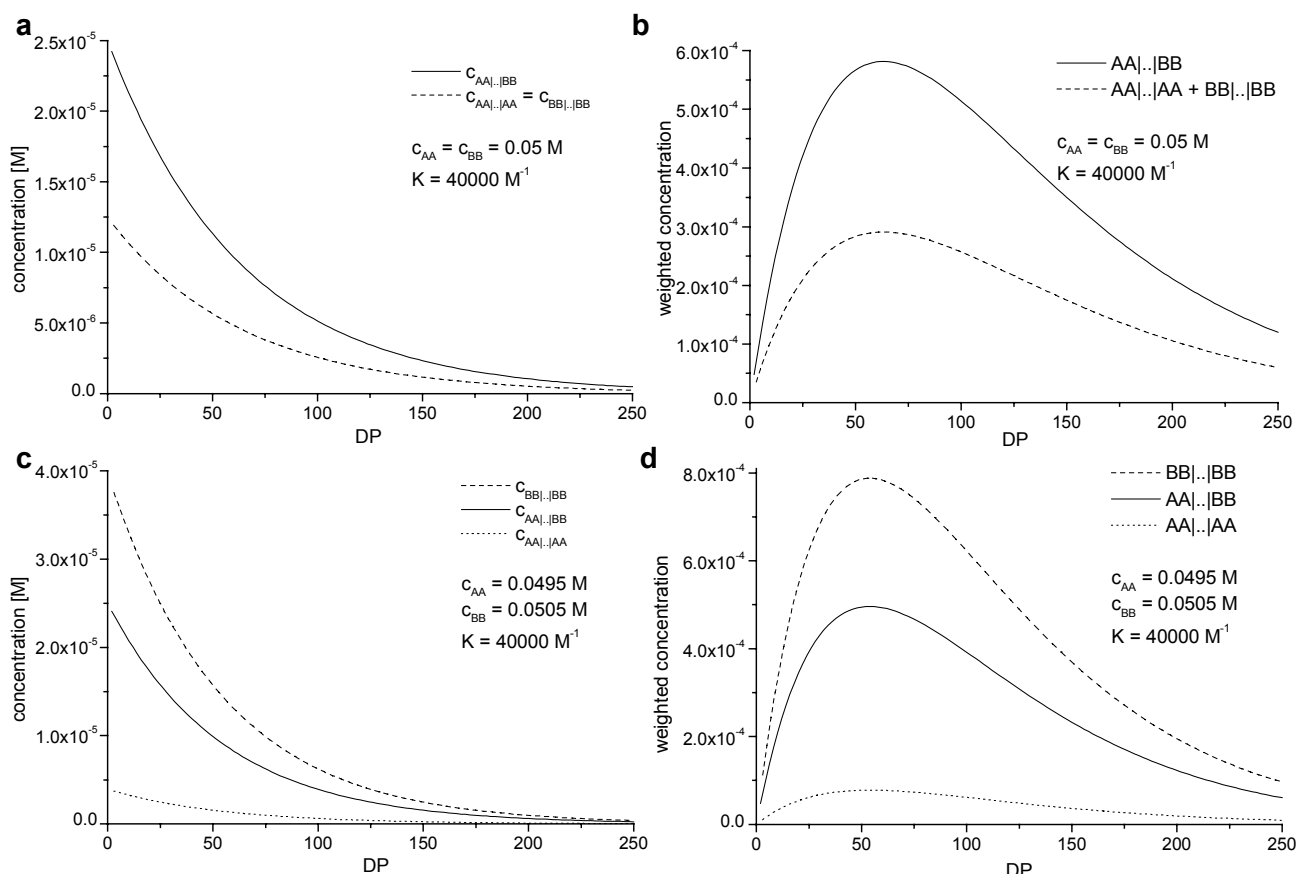 a
2.5x10⁻⁵
2.0x10⁻⁵
1.5x10⁻⁵
1.0x10⁻⁵
5.0x10⁻⁶
0.0
concentration [M]
c_AA|..|BB
c_AA|..|AA = c_BB|..|BB
c_AA = c_BB = 0.05 M
K = 40000 M⁻¹
0 50 100 150 200 250
DP
b
6.0x10⁻⁴
5.0x10⁻⁴
4.0x10⁻⁴
3.0x10⁻⁴
2.0x10⁻⁴
1.0x10⁻⁴
0.0
weighted concentration
AA|..|BB
AA|..|AA + BB|..|BB
c_AA = c_BB = 0.05 M
K = 40000 M⁻¹
0 50 100 150 200 250
DP
c
4.0x10⁻⁵
3.0x10⁻⁵
2.0x10⁻⁵
1.0x10⁻⁵
0.0
concentration [M]
c_BB|..|BB
c_AA|..|BB
c_AA|..|AA
c_AA = 0.0495 M
c_BB = 0.0505 M
K = 40000 M⁻¹
0 50 100 150 200 250
DP
d
8.0x10⁻⁴
6.0x10⁻⁴
4.0x10⁻⁴
2.0x10⁻⁴
0.0
weighted concentration
BB|..|BB
AA|..|BB
AA|..|AA
c_AA = 0.0495 M
c_BB = 0.0505 M
K = 40000 M⁻¹
0 50 100 150 200 250
DP